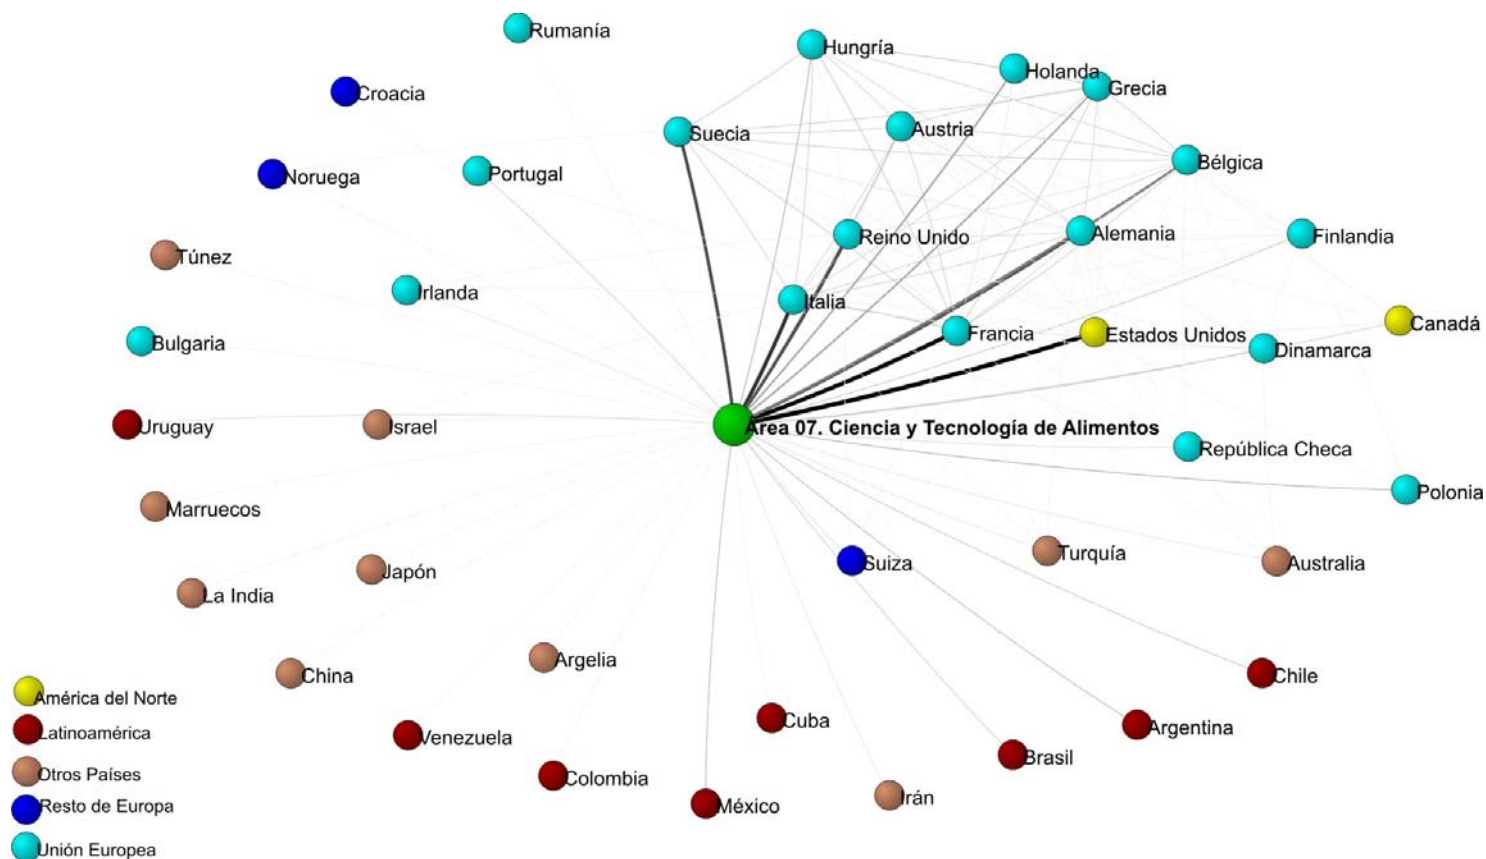 Rumanía
Hungría
Holanda
Grecia
Croacia
Suecia
Austria
Bélgica
Noruega
Portugal
Reino Unido
Alemania
Finlandia
Túnez
Irlanda
Italia
Francia
Estados Unidos
Canadá
Bulgaria
Dinamarca
Uruguay
Israel
Área 07. Ciencia y Tecnología de Alimentos
República Checa
Polonia
Marruecos
Japón
Suiza
Turquía
Australia
La India
Argelia
China
Chile
Cuba
Argentina
Venezuela
Brasil
Colombia
México
Irán
América del Norte
Latinoamérica
Otros Países
Resto de Europa
Unión Europea